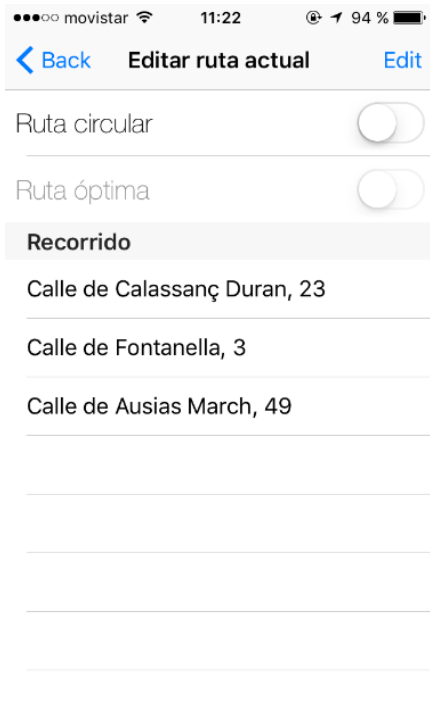 movistar 11:22 94 %
Back Editar ruta actual Edit
Ruta circular
Ruta óptima
Recorrido
Calle de Calassanç Duran, 23
Calle de Fontanella, 3
Calle de Ausias March, 49